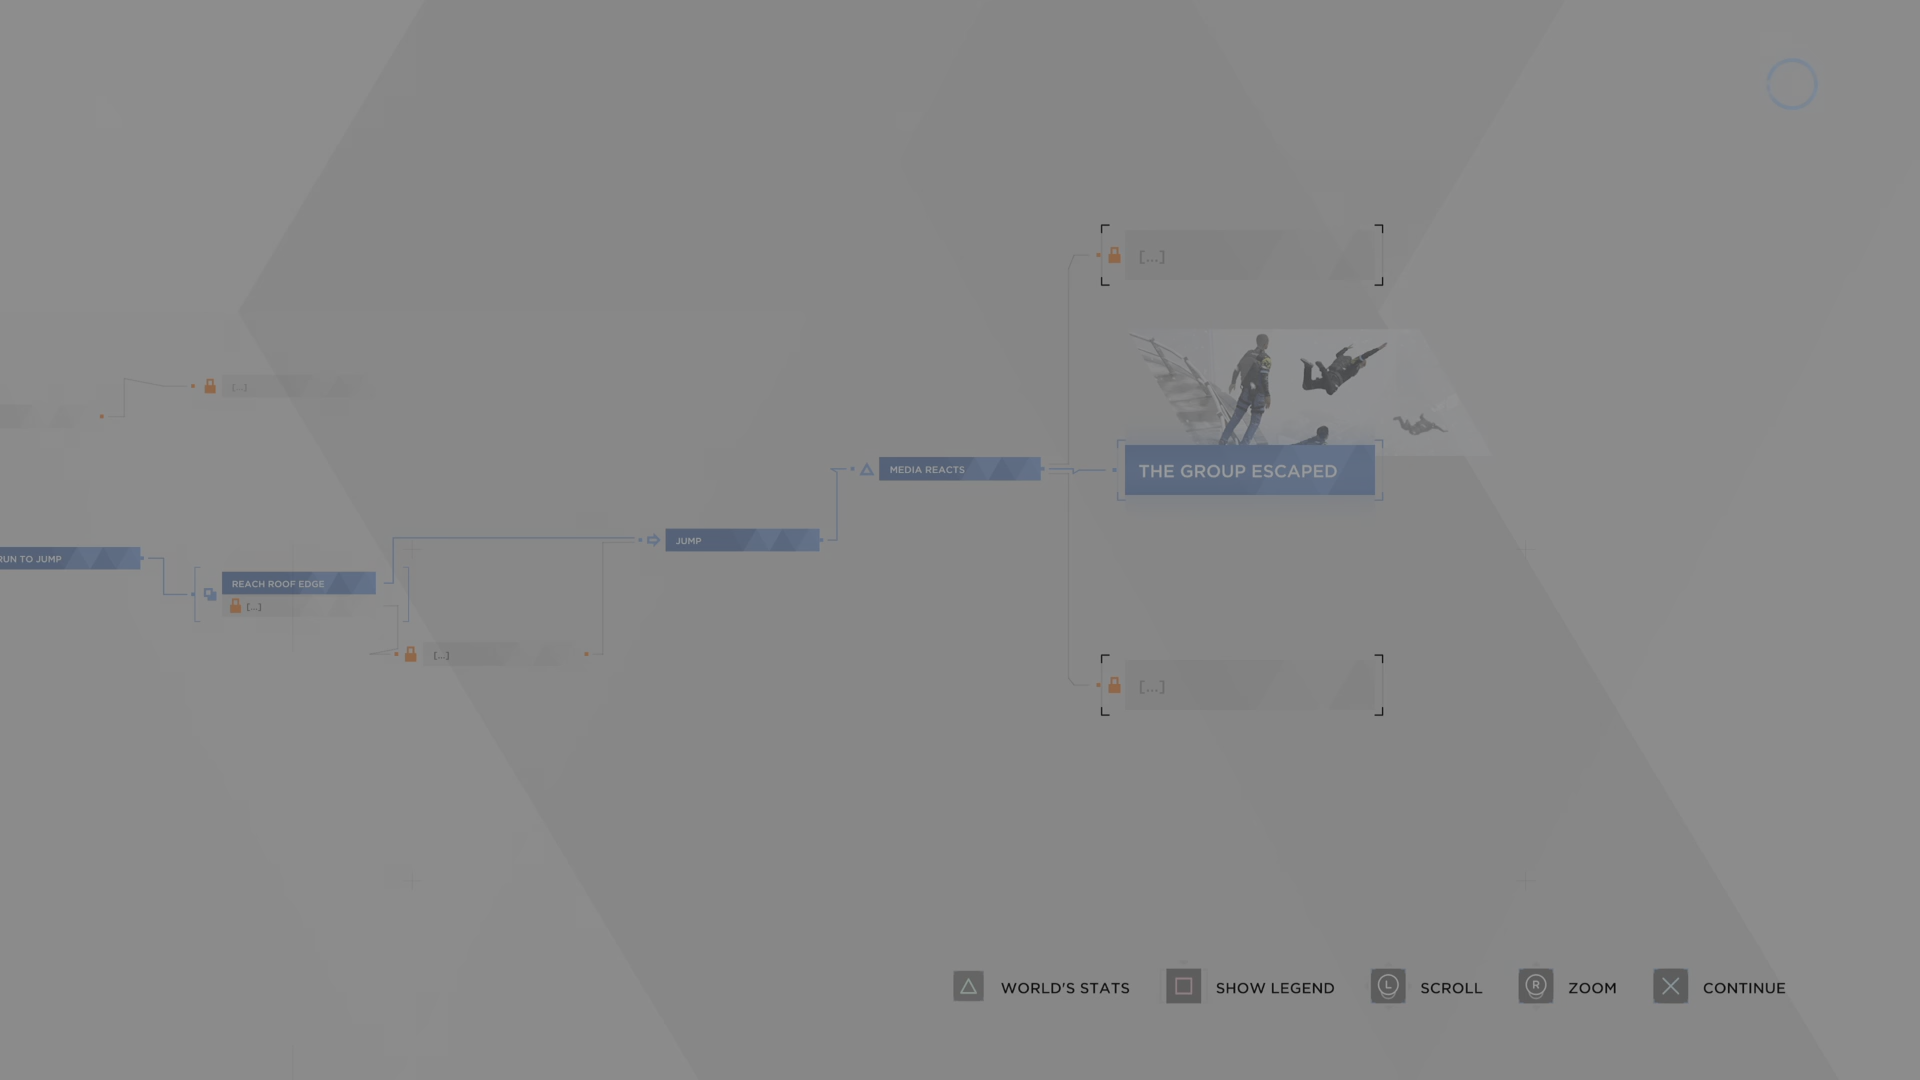 [...]
[...]
THE GROUP ESCAPED
MEDIA REACTS
JUMP
RUN TO JUMP
REACH ROOF EDGE
[...]
[...]
[...]
WORLD'S STATS
SHOW LEGEND
L
SCROLL
R
ZOOM
CONTINUE